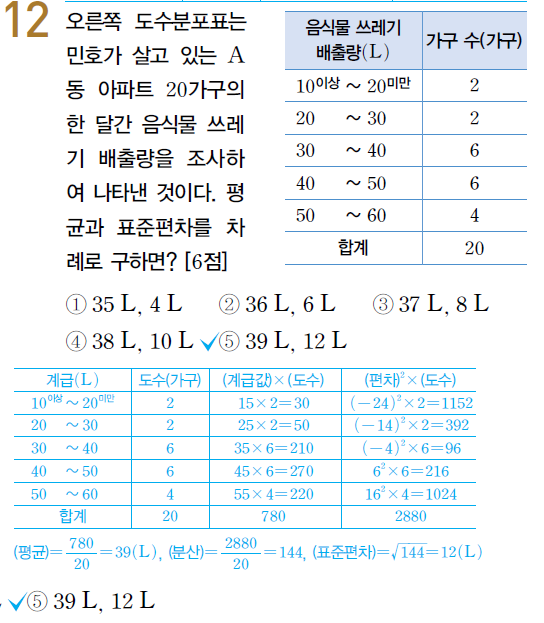 12 오른쪽 도수분포표는
민호가 살고 있는 A
동 아파트 20가구의
한 달간 음식물 쓰레
기 배출량을 조사하
여 나타낸 것이다. 평
균과 표준편차를 차
례로 구하면? [6점]
음식물 쓰레기 배출량(L) 가구 수(가구)
10이상 ~ 20미만 2
20 ~ 30 2
30 ~ 40 6
40 ~ 50 6
50 ~ 60 4
합계 20
① 35 L, 4 L ② 36 L, 6 L ③ 37 L, 8 L
④ 38 L, 10 L ✓⑤ 39 L, 12 L
계급(L) 도수(가구) (계급값)×(도수) (편차)²×(도수)
10이상 ~ 20미만 2 15×2=30 (-24)²×2=1152
20 ~ 30 2 25×2=50 (-14)²×2=392
30 ~ 40 6 35×6=210 (-4)²×6=96
40 ~ 50 6 45×6=270 6²×6=216
50 ~ 60 4 55×4=220 16²×4=1024
합계 20 780 2880
(평균)=780/20=39(L), (분산)=2880/20=144, (표준편차)=√144=12(L)
✓⑤ 39 L, 12 L